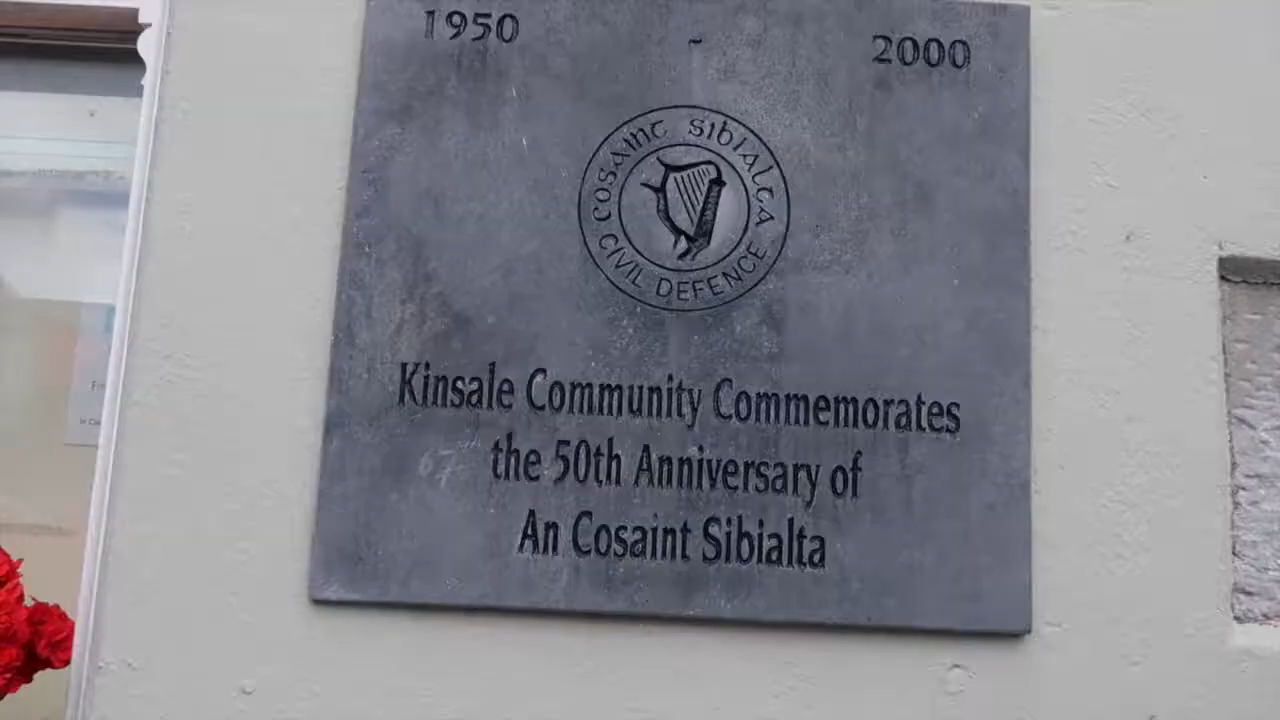 1950 ~ 2000
COSAINT SIBIALTA
CIVIL DEFENCE
Kinsale Community Commemorates
the 50th Anniversary of
An Cosaint Sibialta